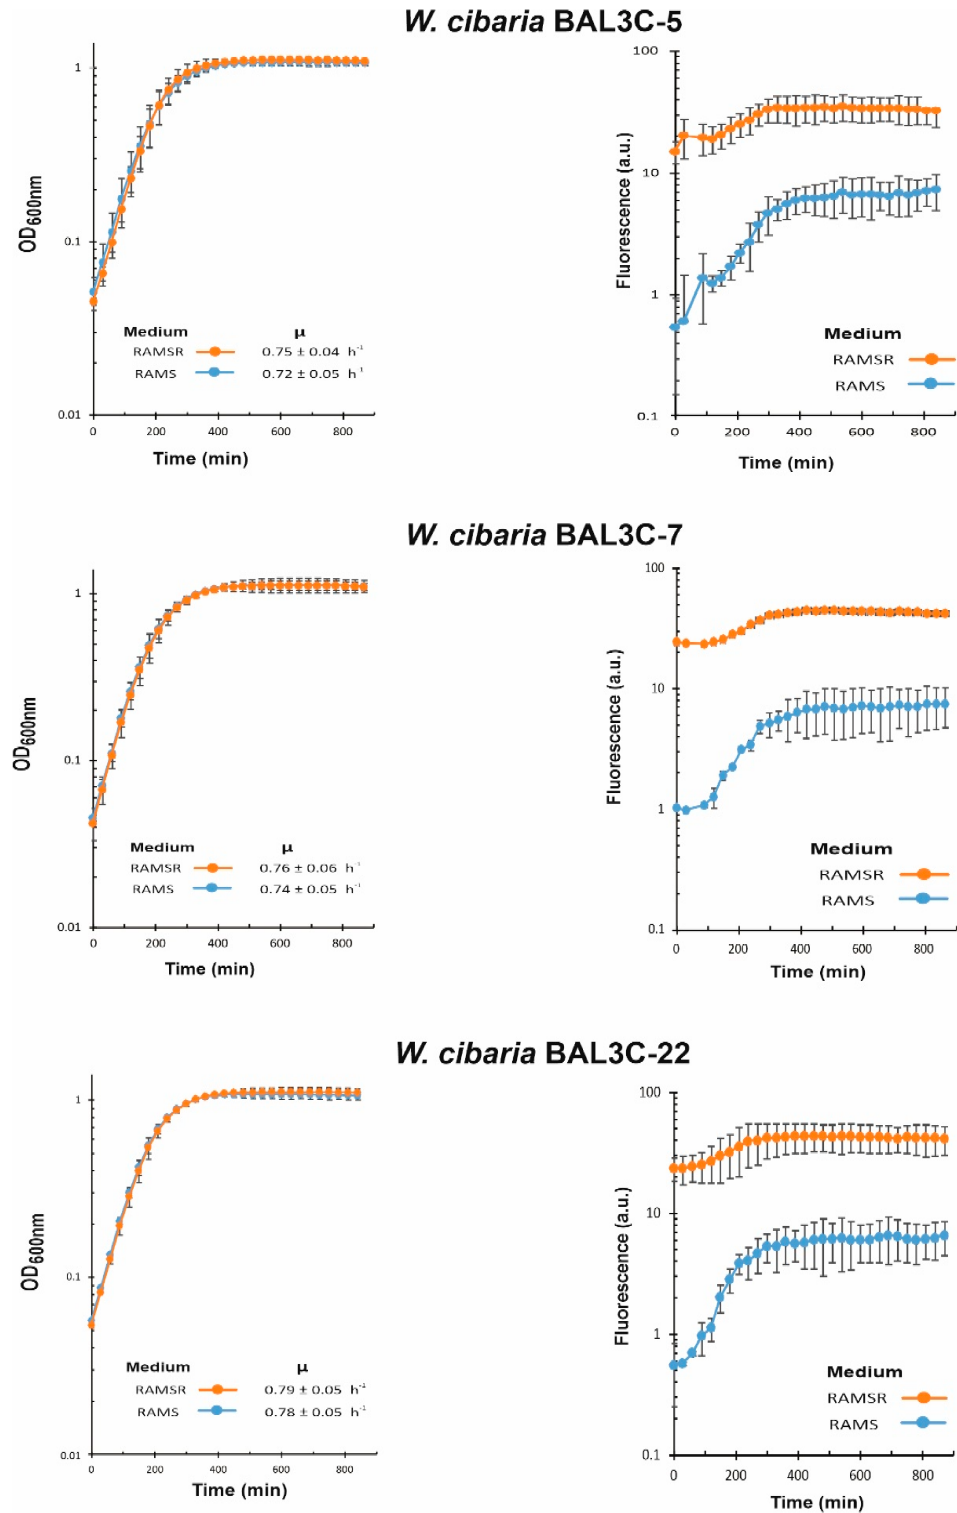 W. cibaria BAL3C-5
1
0.1
0.01
OD600nm
Medium μ
RAMSR 0.75 ± 0.04 h-1
RAMS 0.72 ± 0.05 h-1
0 200 400 600 800
Time (min)
100
10
1
0.1
Fluorescence (a.u.)
Medium
RAMSR
RAMS
0 200 400 600 800
Time (min)
W. cibaria BAL3C-7
1
0.1
0.01
OD600nm
Medium μ
RAMSR 0.76 ± 0.06 h-1
RAMS 0.74 ± 0.05 h-1
0 200 400 600 800
Time (min)
100
10
1
0.1
Fluorescence (a.u.)
Medium
RAMSR
RAMS
0 200 400 600 800
Time (min)
W. cibaria BAL3C-22
1
0.1
0.01
OD600nm
Medium μ
RAMSR 0.79 ± 0.05 h-1
RAMS 0.78 ± 0.05 h-1
0 200 400 600 800
Time (min)
100
10
1
0.1
Fluorescence (a.u.)
Medium
RAMSR
RAMS
0 200 400 600 800
Time (min)